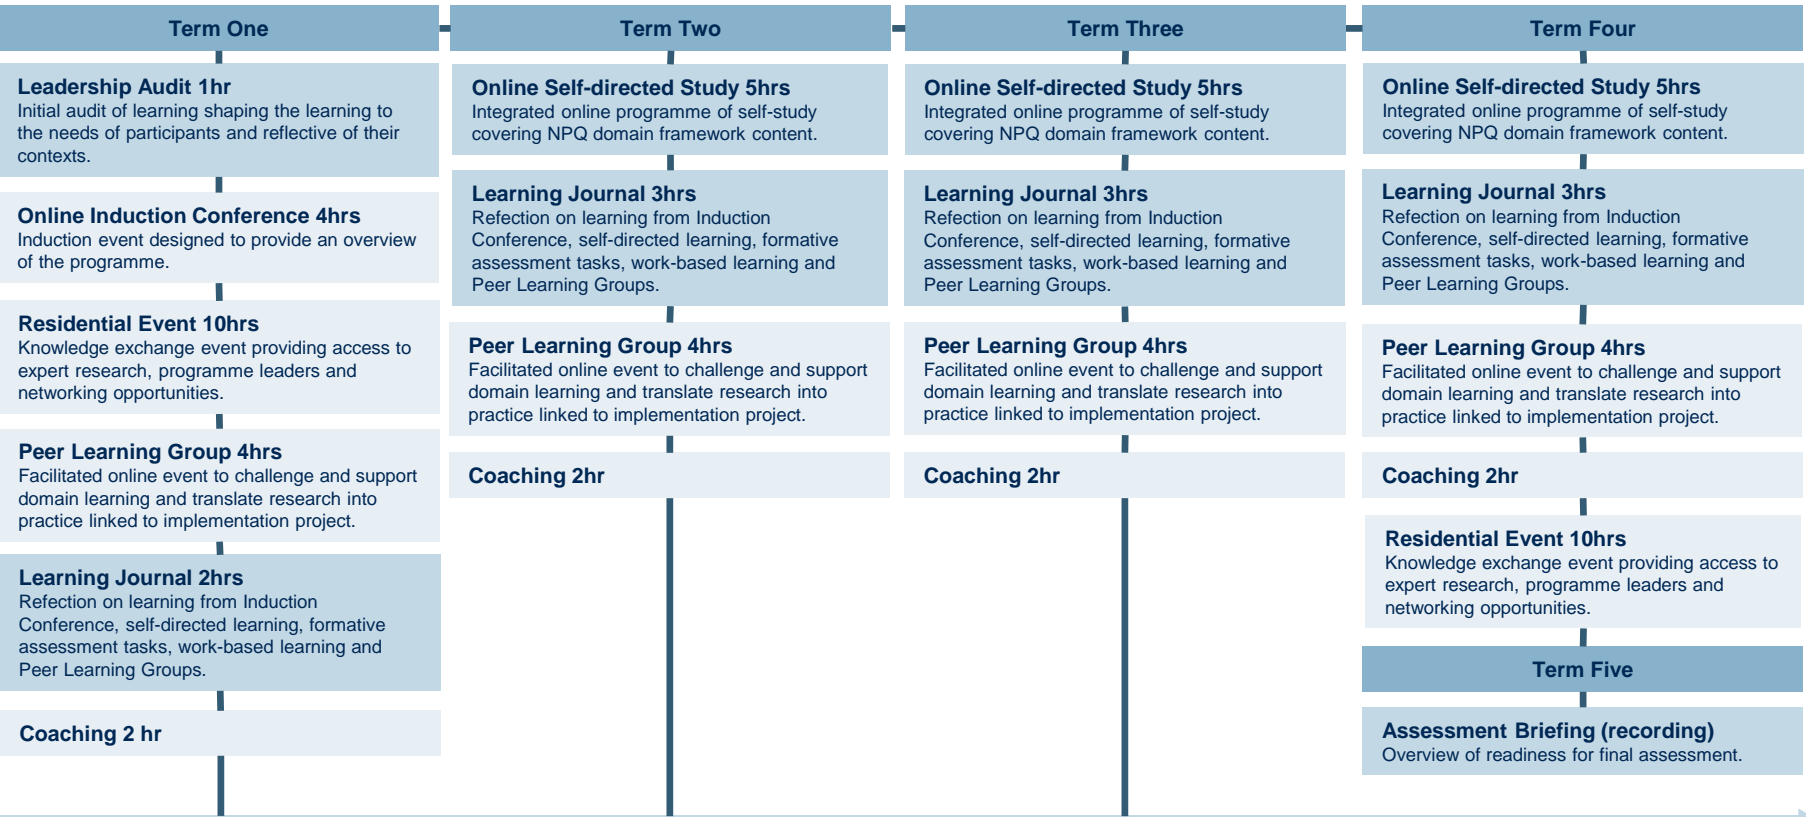 Term One
Leadership Audit 1hr
Initial audit of learning shaping the learning to
the needs of participants and reflective of their
contexts.
Online Induction Conference 4hrs
Induction event designed to provide an overview
of the programme.
Residential Event 10hrs
Knowledge exchange event providing access to
expert research, programme leaders and
networking opportunities.
Peer Learning Group 4hrs
Facilitated online event to challenge and support
domain learning and translate research into
practice linked to implementation project.
Learning Journal 2hrs
Refection on learning from Induction
Conference, self-directed learning, formative
assessment tasks, work-based learning and
Peer Learning Groups.
Coaching 2 hr
Term Two
Online Self-directed Study 5hrs
Integrated online programme of self-study
covering NPQ domain framework content.
Learning Journal 3hrs
Refection on learning from Induction
Conference, self-directed learning, formative
assessment tasks, work-based learning and
Peer Learning Groups.
Peer Learning Group 4hrs
Facilitated online event to challenge and support
domain learning and translate research into
practice linked to implementation project.
Coaching 2hr
Term Three
Online Self-directed Study 5hrs
Integrated online programme of self-study
covering NPQ domain framework content.
Learning Journal 3hrs
Refection on learning from Induction
Conference, self-directed learning, formative
assessment tasks, work-based learning and
Peer Learning Groups.
Peer Learning Group 4hrs
Facilitated online event to challenge and support
domain learning and translate research into
practice linked to implementation project.
Coaching 2hr
Term Four
Online Self-directed Study 5hrs
Integrated online programme of self-study
covering NPQ domain framework content.
Learning Journal 3hrs
Refection on learning from Induction
Conference, self-directed learning, formative
assessment tasks, work-based learning and
Peer Learning Groups.
Peer Learning Group 4hrs
Facilitated online event to challenge and support
domain learning and translate research into
practice linked to implementation project.
Coaching 2hr
Residential Event 10hrs
Knowledge exchange event providing access to
expert research, programme leaders and
networking opportunities.
Term Five
Assessment Briefing (recording)
Overview of readiness for final assessment.